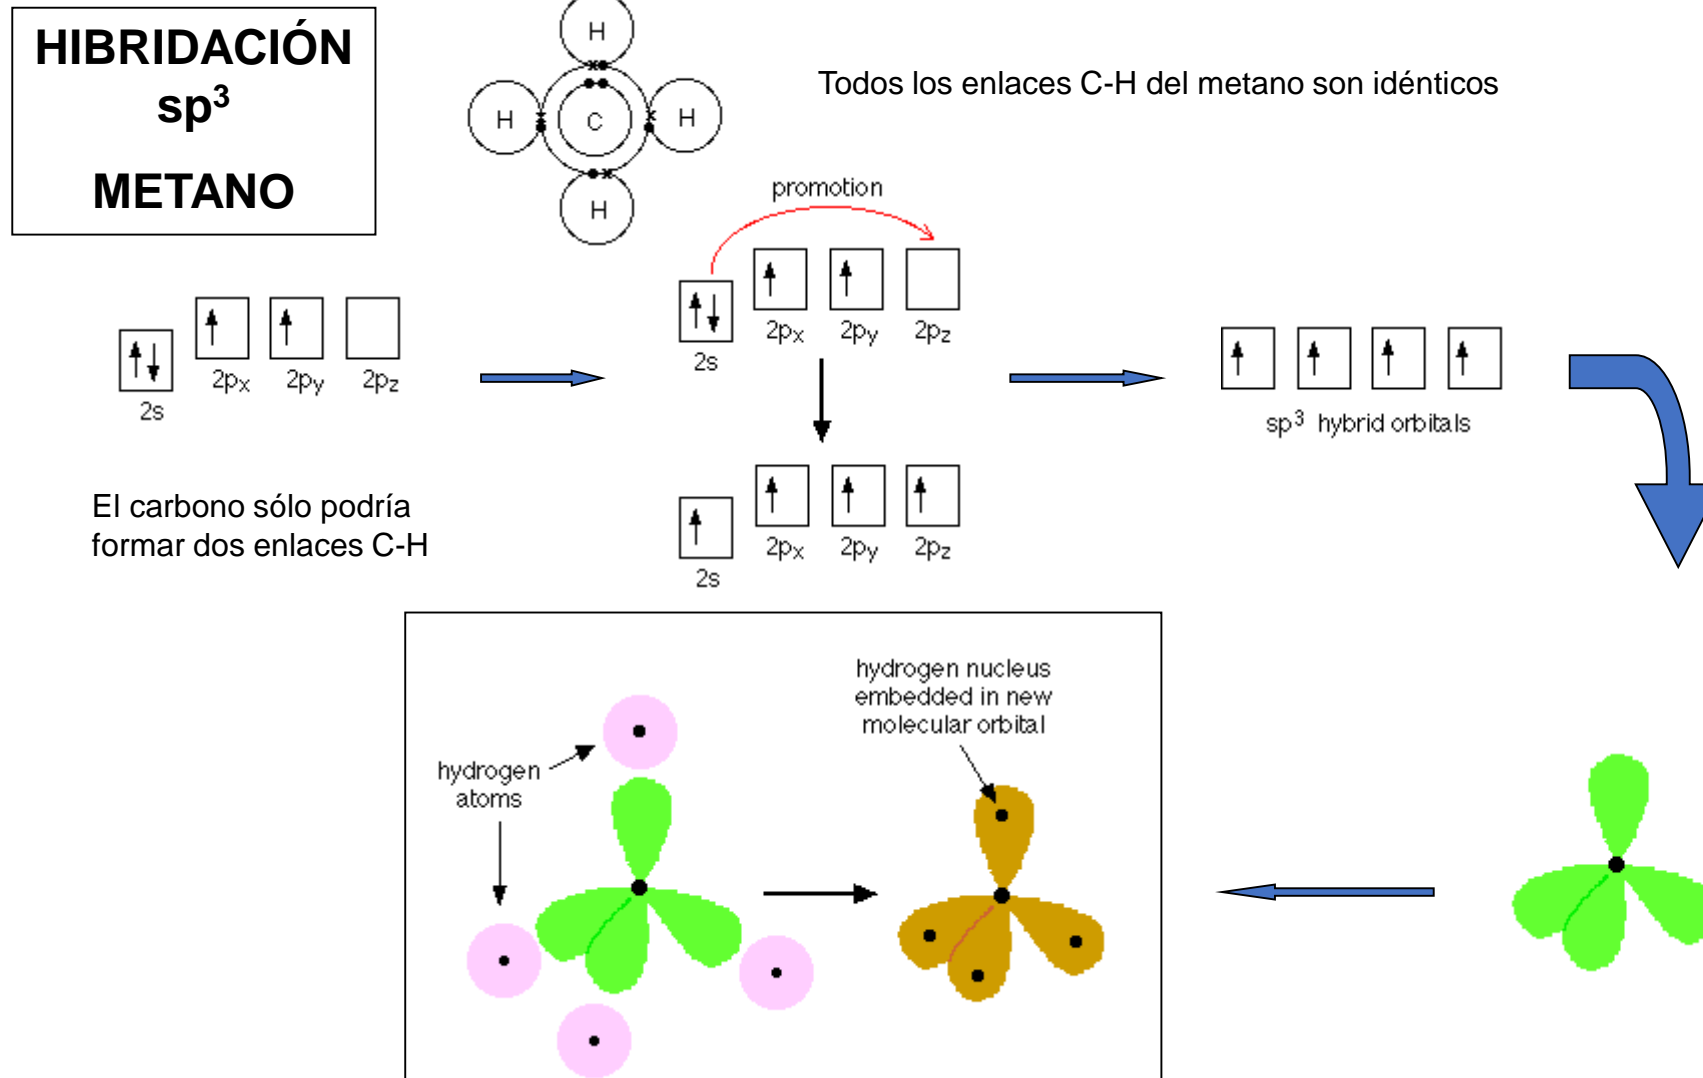 HIBRIDACIÓN
sp³
METANO
H
H
C
H
H
Todos los enlaces C-H del metano son idénticos
promotion
2s
2pₓ
2py
2pz
2s
2pₓ
2py
2pz
sp³ hybrid orbitals
El carbono sólo podría
formar dos enlaces C-H
2s
2pₓ
2py
2pz
hydrogen nucleus
embedded in new
molecular orbital
hydrogen
atoms